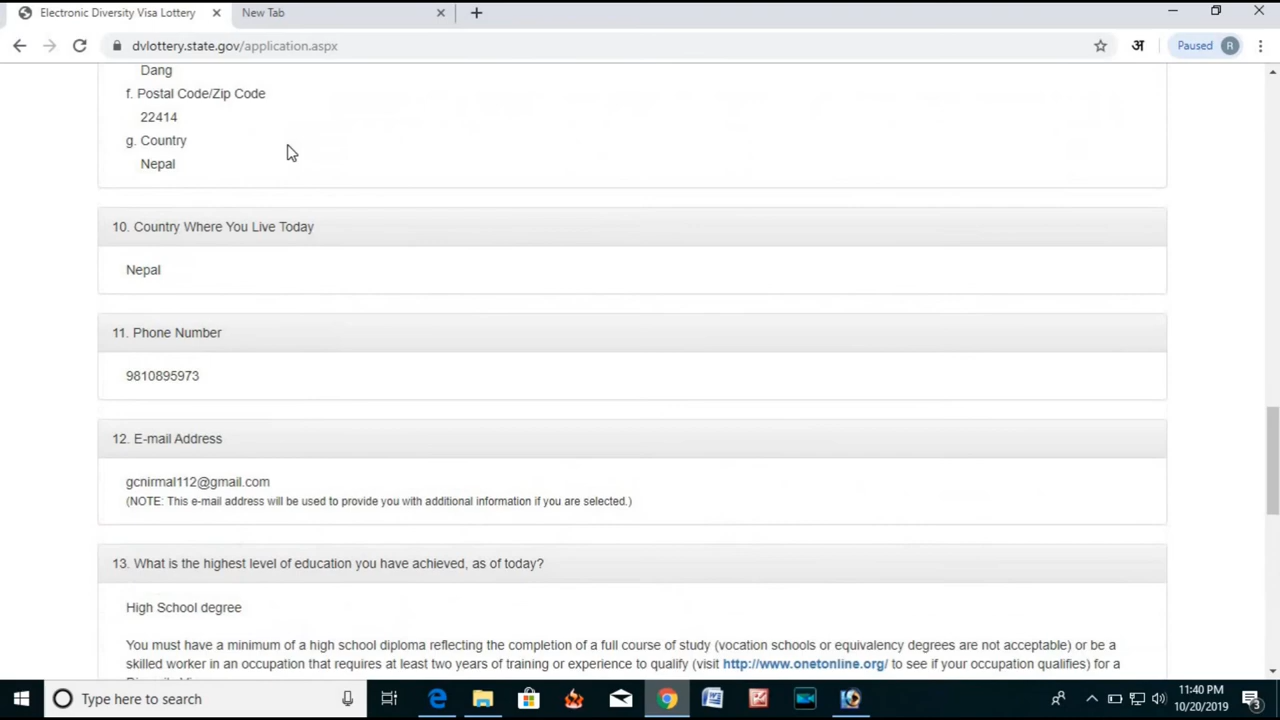 Electronic Diversity Visa Lottery
New Tab
dvlottery.state.gov/application.aspx
अ
Paused R
Dang
f. Postal Code/Zip Code
22414
g. Country
Nepal
10. Country Where You Live Today
Nepal
11. Phone Number
9810895973
12. E-mail Address
gcnirmal112@gmail.com
(NOTE: This e-mail address will be used to provide you with additional information if you are selected.)
13. What is the highest level of education you have achieved, as of today?
High School degree
You must have a minimum of a high school diploma reflecting the completion of a full course of study (vocation schools or equivalency degrees are not acceptable) or be a
skilled worker in an occupation that requires at least two years of training or experience to qualify (visit http://www.onetonline.org/ to see if your occupation qualifies) for a
Type here to search
11:40 PM
10/20/2019
3